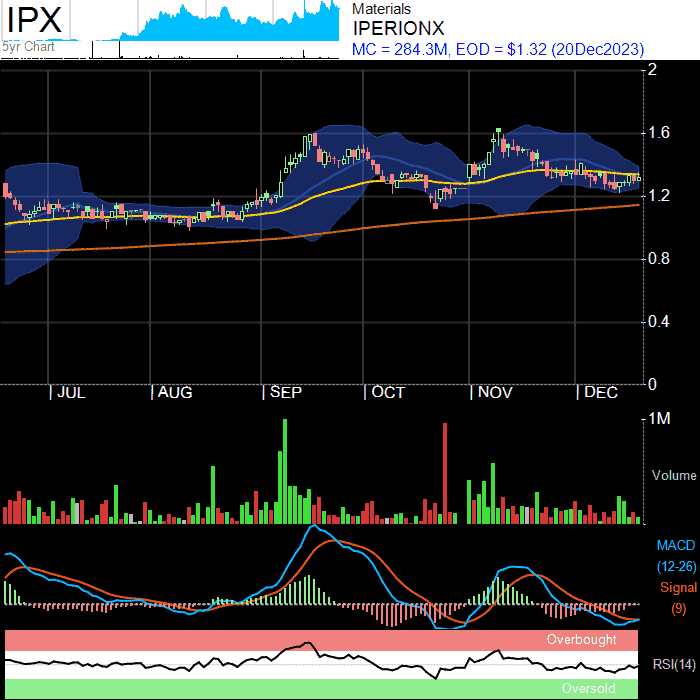 IPX
5yr Chart
Materials
IPERIONX
MC = 284.3M, EOD = $1.32 (20Dec2023)
2
1.6
1.2
0.8
0.4
0
JUL AUG SEP OCT NOV DEC
1M
Volume
MACD
(12-26)
Signal
(9)
Overbought
RSI(14)
Oversold